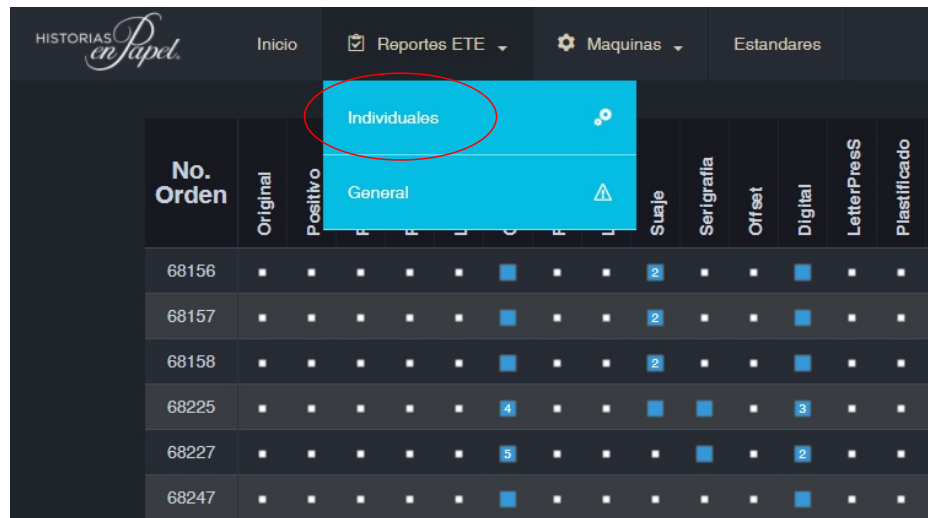 HISTORIAS
en Papel.
Inicio
Reportes ETE
Maquinas
Estandares
Individuales
General
No.
Orden
Original
Positivo
Suaje
Serigrafia
Offset
Digital
LetterPresS
Plastificado
68156 2
68157 2
68158 2
68225 4 3
68227 5 2
68247